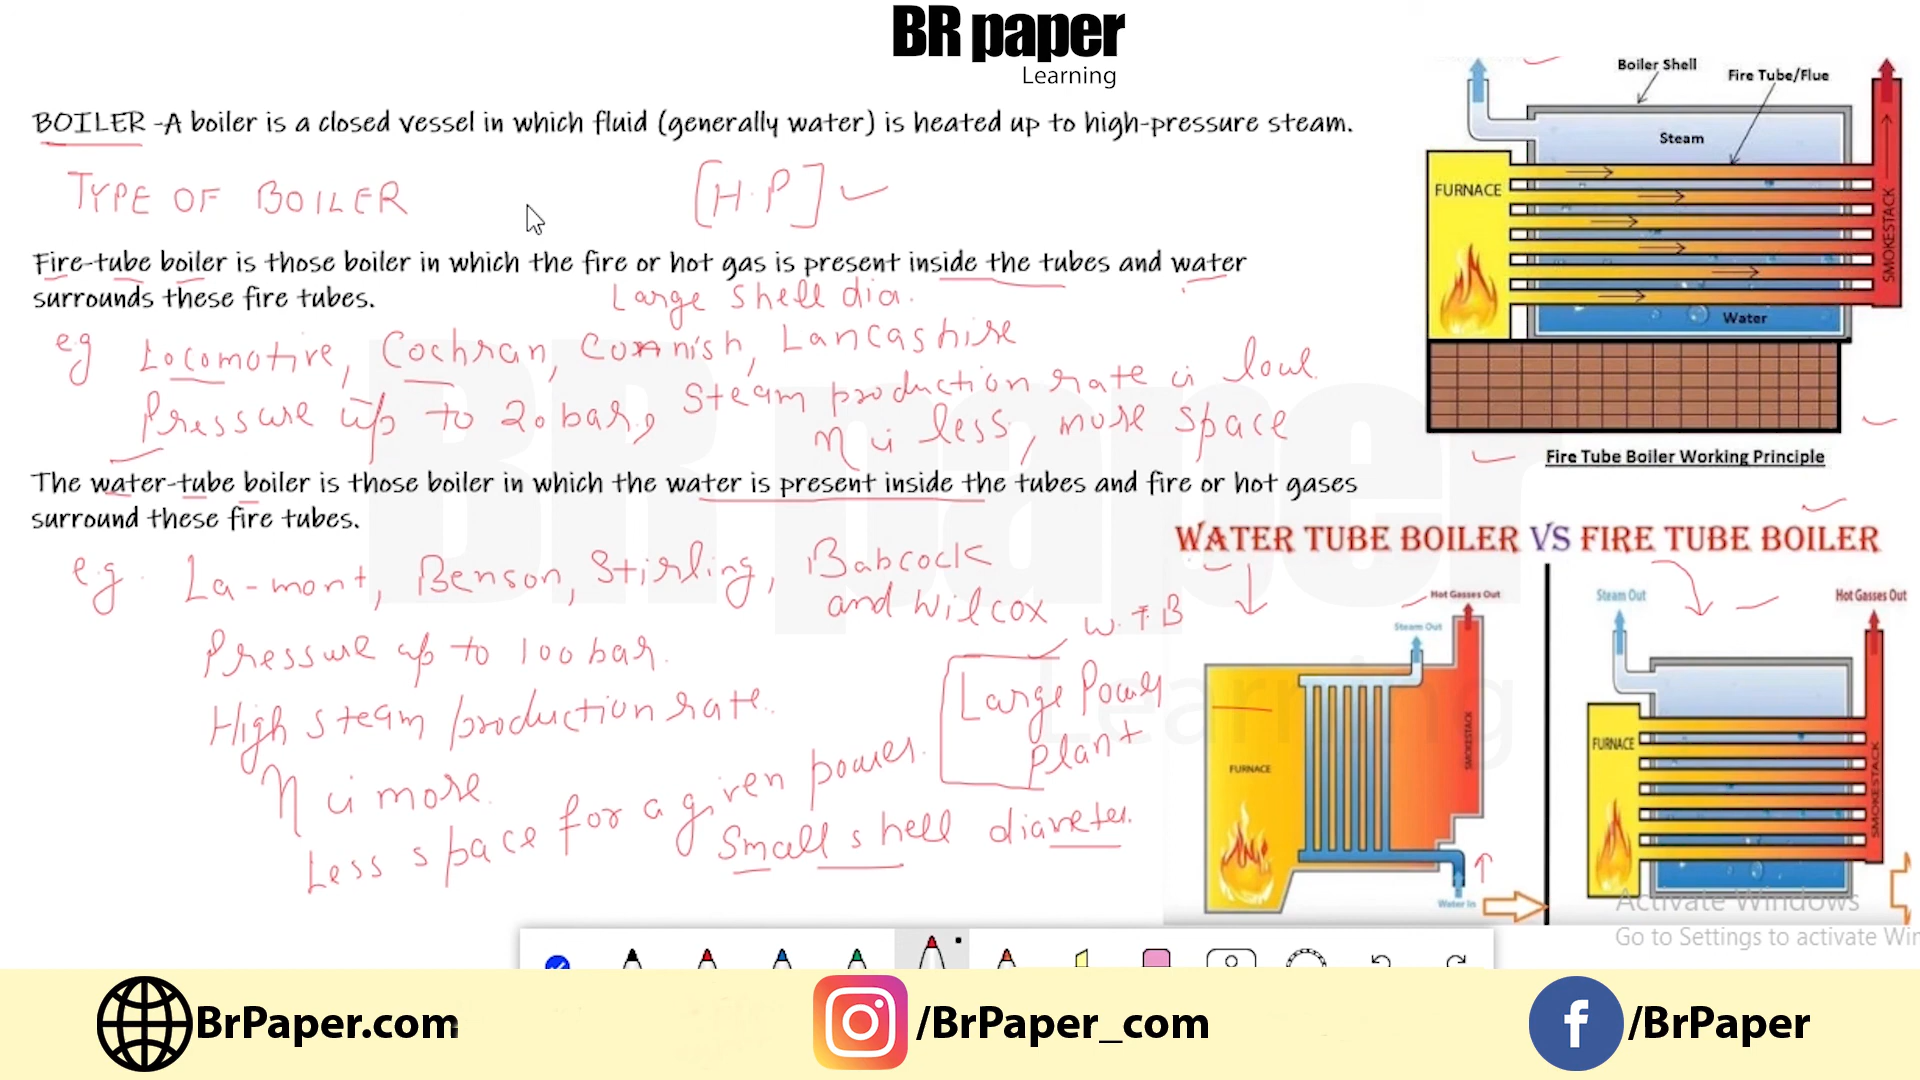 BR paper
Learning
BOILER -A boiler is a closed vessel in which fluid (generally water) is heated up to high-pressure steam.
TYPE OF BOILER [H.P]
Fire-tube boiler is those boiler in which the fire or hot gas is present inside the tubes and water
surrounds these fire tubes.
Large shell dia.
eg Locomotive, Cochran, Cornish, Lancashire
Pressure up to 20 bar, Steam production rate is low.
η is less, more space
The water-tube boiler is those boiler in which the water is present inside the tubes and fire or hot gases
surround these fire tubes.
e.g. La-mont, Benson, Stirling, Babcock
and Wilcox
Pressure up to 100 bar.
High steam production rate.
η is more.
Less space for a given power.
Small shell diameter.
W.T.B
Large Power
Plant
Boiler Shell
Fire Tube/Flue
Steam
FURNACE
SMOKESTACK
Water
Fire Tube Boiler Working Principle
WATER TUBE BOILER VS FIRE TUBE BOILER
Hot Gasses Out
Steam Out
FURNACE
SMOKESTACK
Water In
Steam Out
Hot Gasses Out
FURNACE
SMOKESTACK
Activate Windows
Go to Settings to activate Win
BR paper
Learning
BrPaper.com
/BrPaper_com
/BrPaper